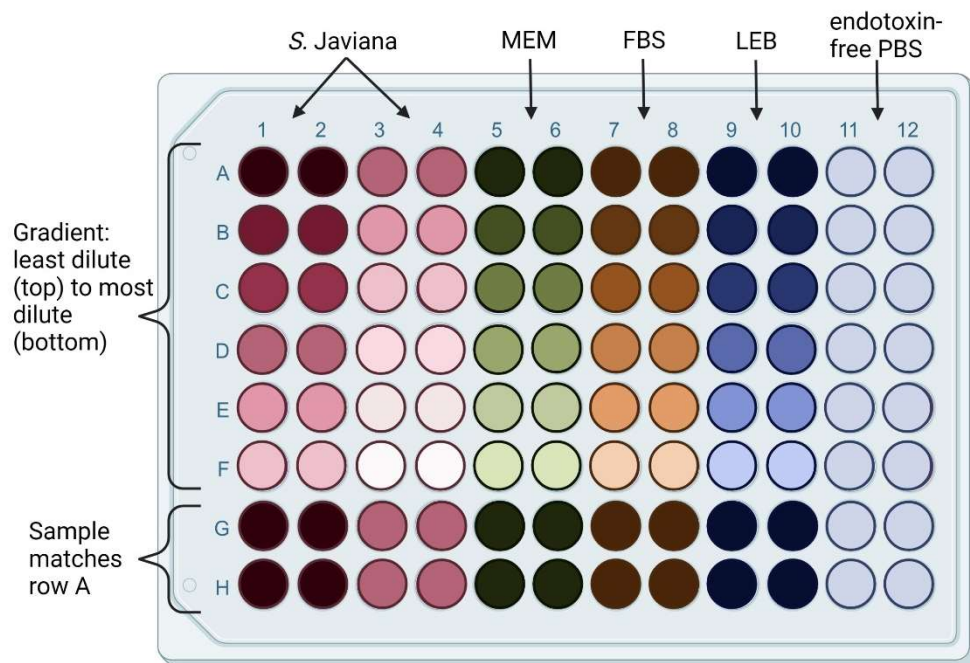 S. Javiana
MEM
FBS
LEB
endotoxin-
free PBS
1 2 3 4 5 6 7 8 9 10 11 12
A
B
C
D
E
F
G
H
Gradient:
least dilute
(top) to most
dilute
(bottom)
Sample
matches
row A